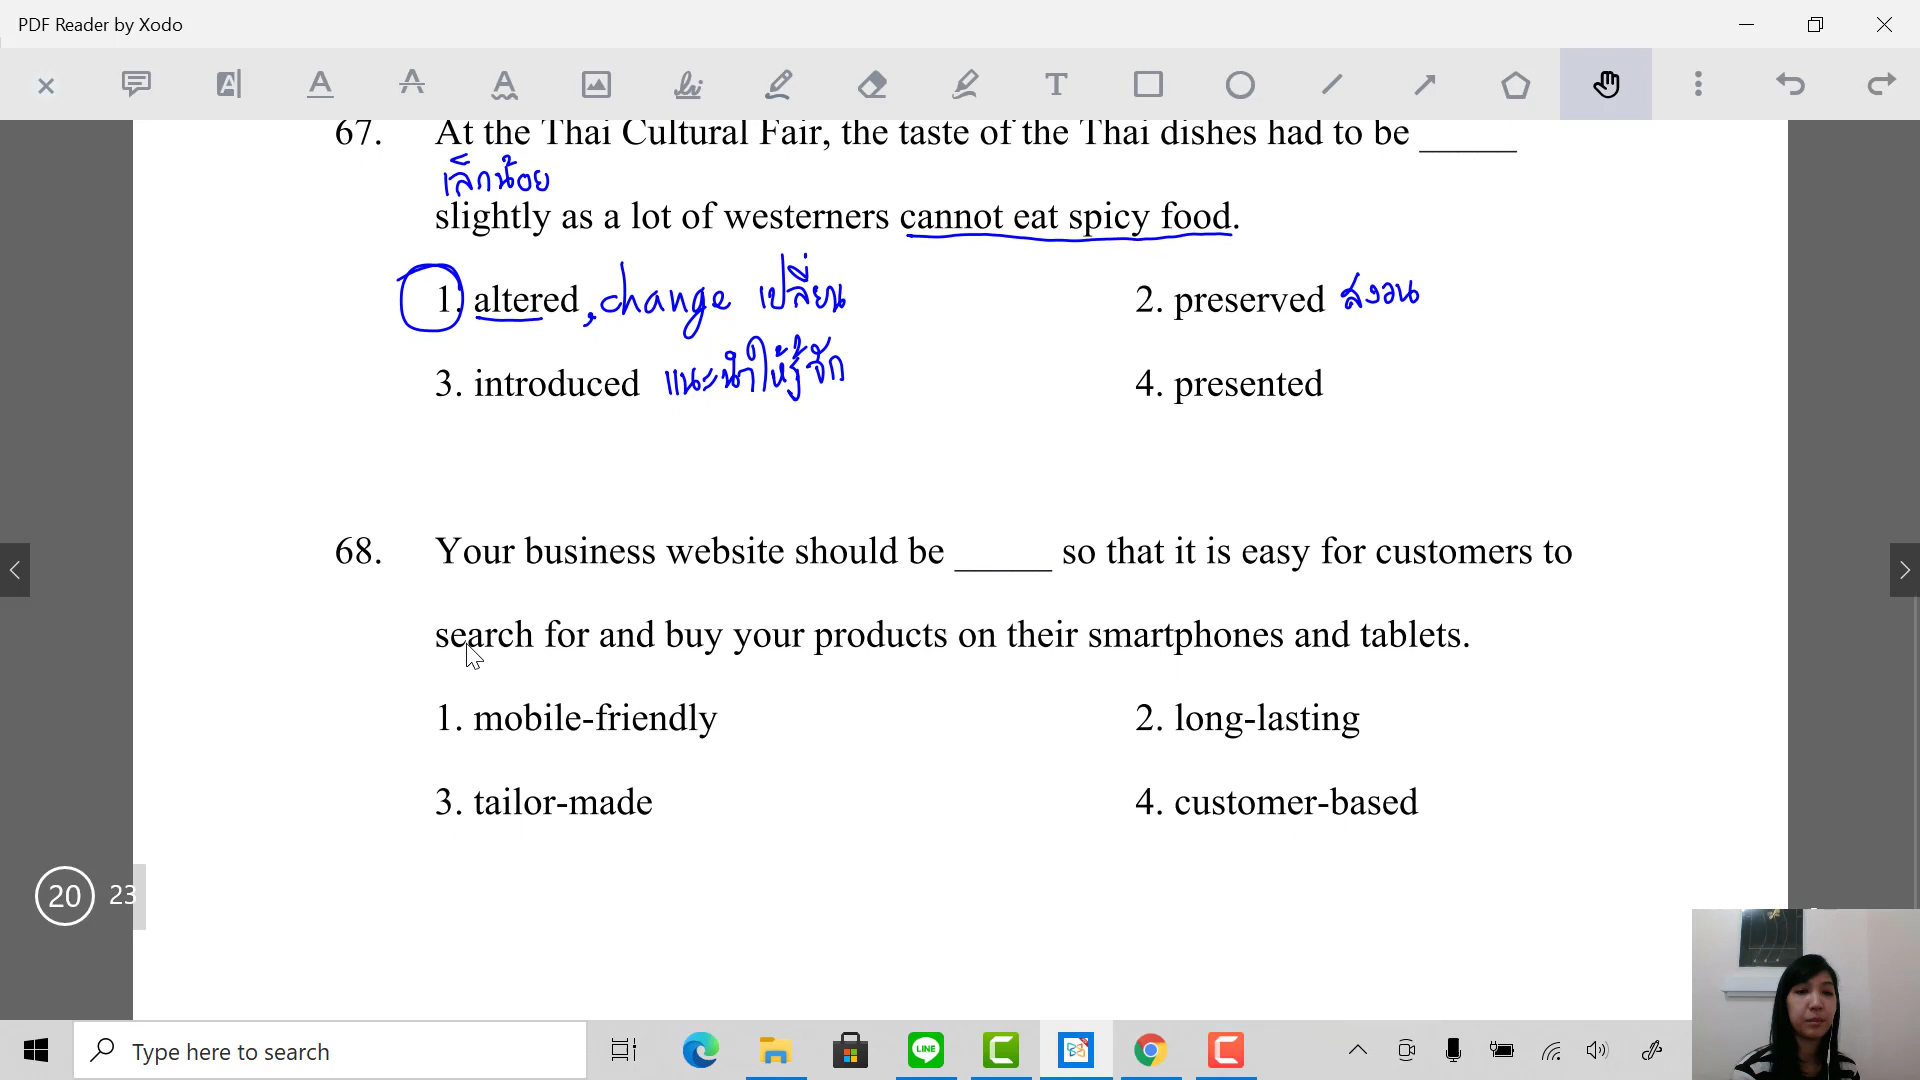 PDF Reader by Xodo
67. At the Thai Cultural Fair, the taste of the Thai dishes had to be _____
เล็กน้อย
slightly as a lot of westerners cannot eat spicy food.
1. altered , change เปลี่ยน
2. preserved สงวน
3. introduced แนะนำให้รู้จัก
4. presented
68. Your business website should be _____ so that it is easy for customers to
search for and buy your products on their smartphones and tablets.
1. mobile-friendly
2. long-lasting
3. tailor-made
4. customer-based
20 23
Type here to search
LINE